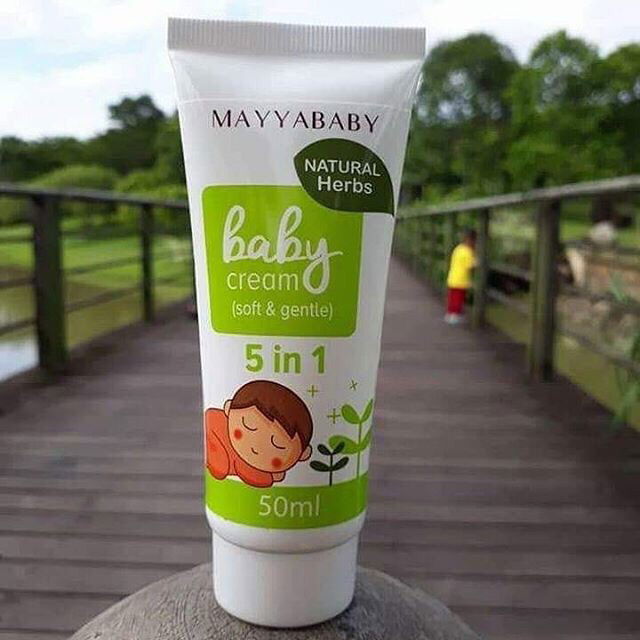 MAYYABABY
NATURAL
Herbs
baby
cream
(soft & gentle)
5 in 1
50ml